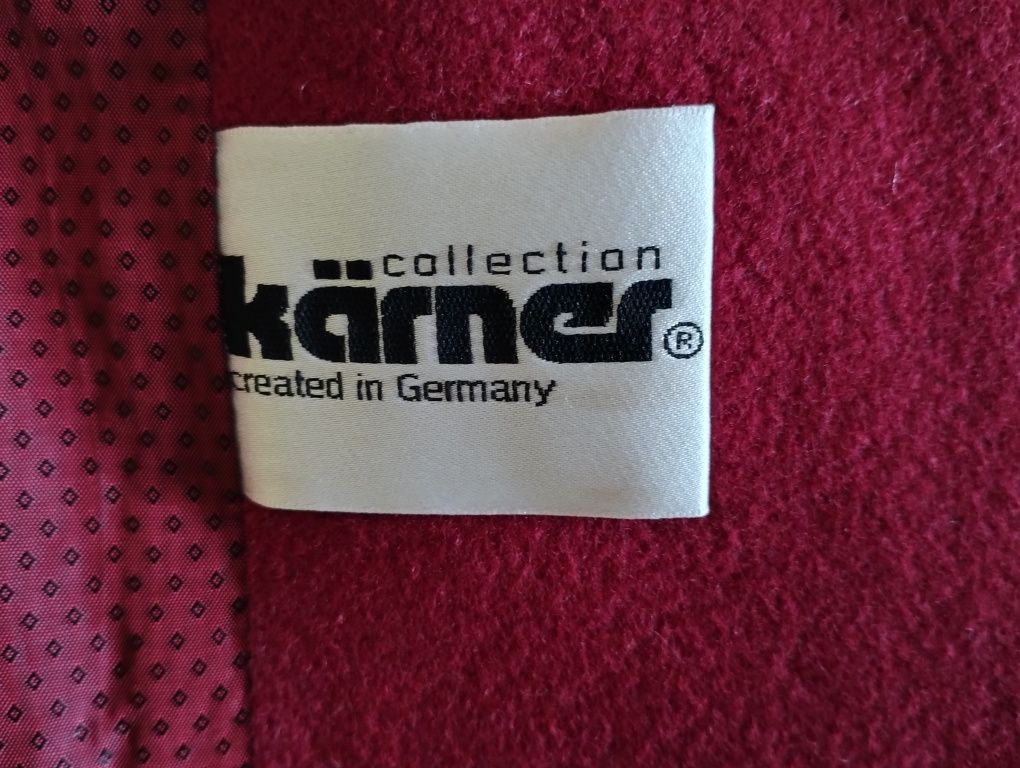 collection
kärner®
created in Germany